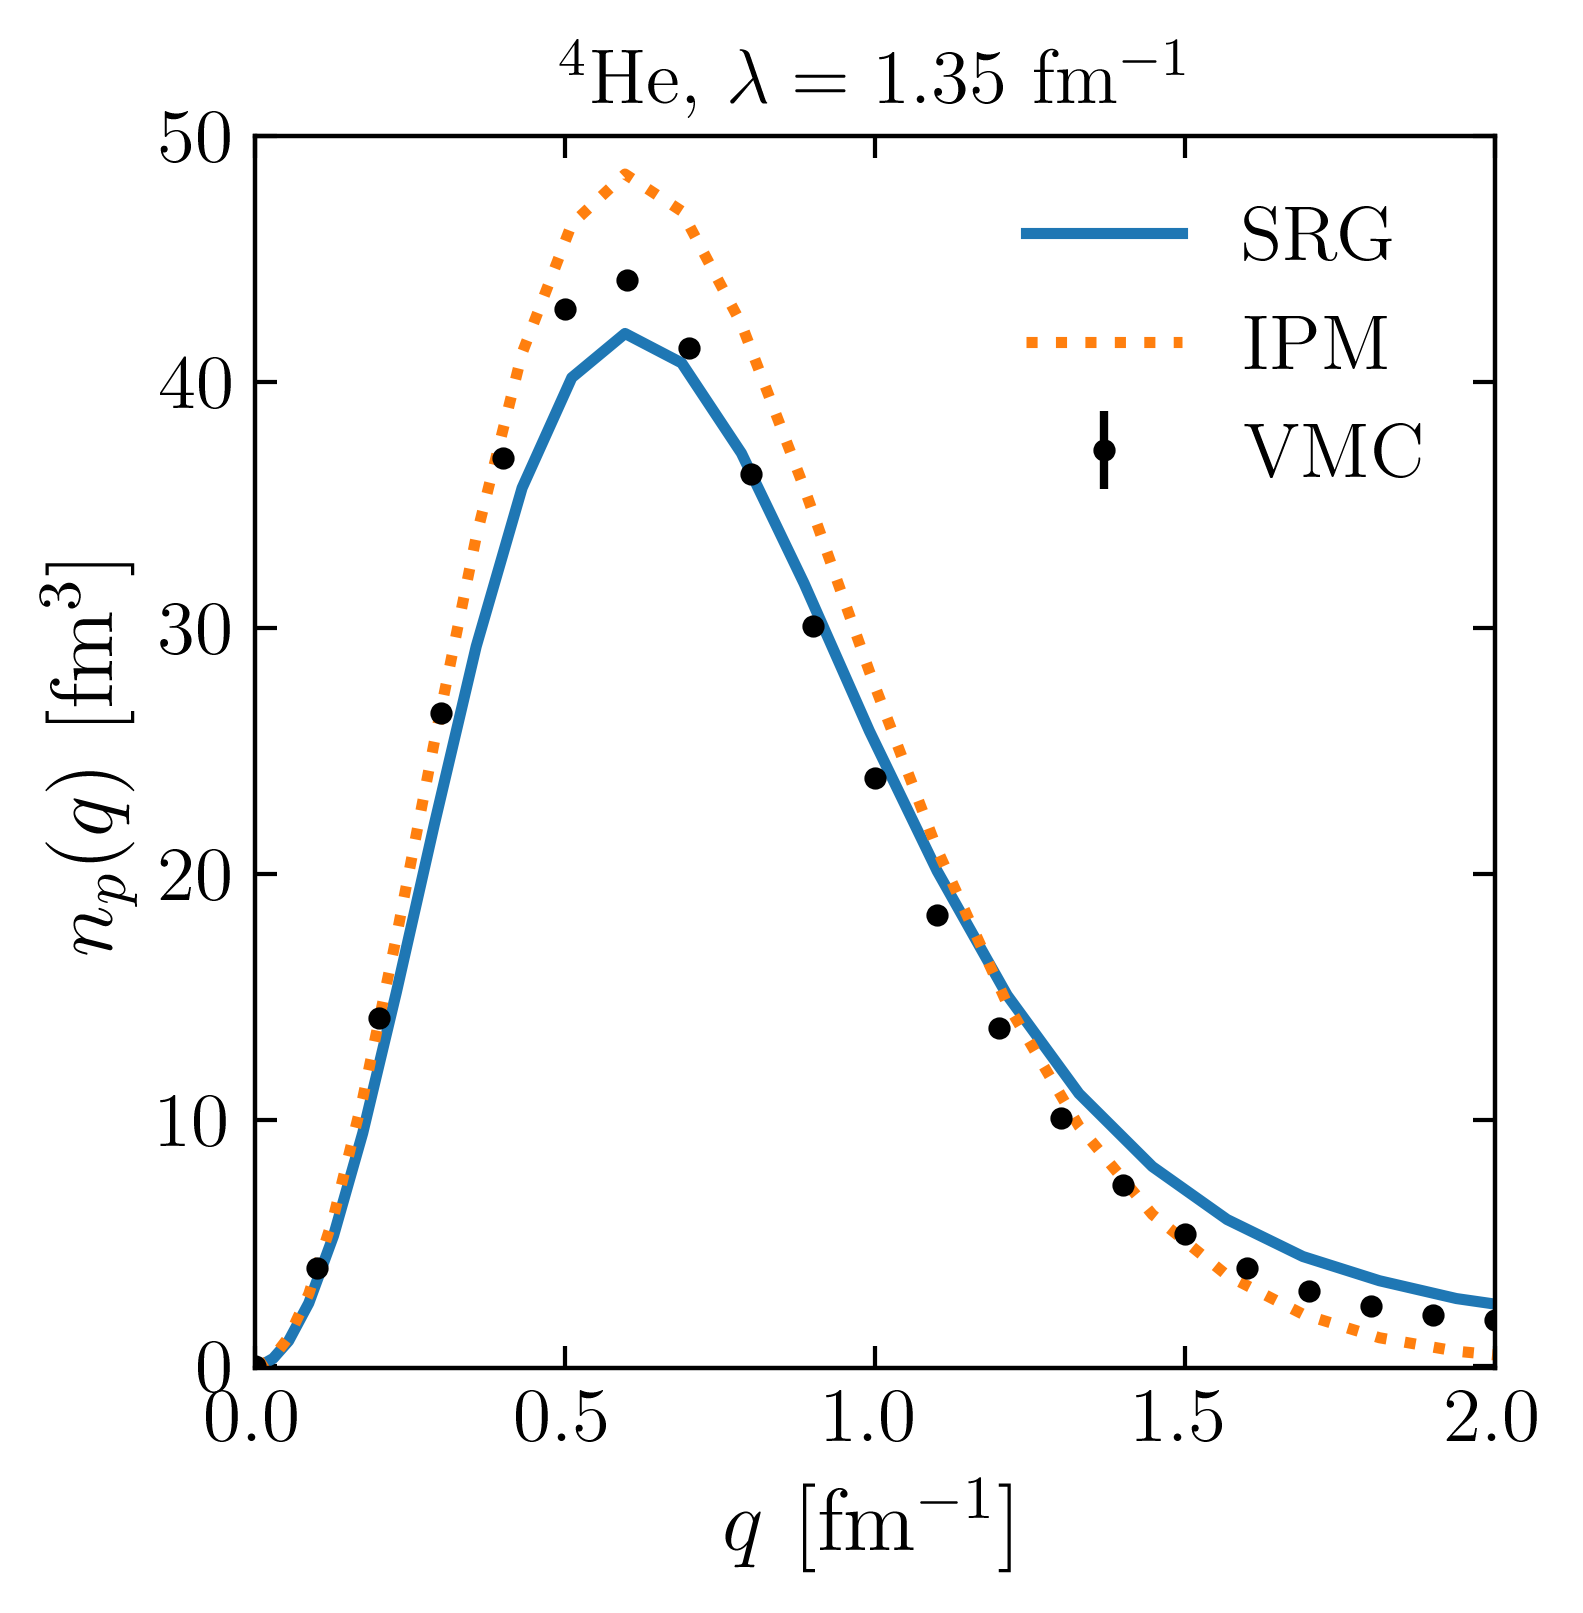 ⁴He, λ = 1.35 fm⁻¹
50
40
30
20
10
0
n_p(q) [fm³]
SRG
IPM
VMC
0.0 0.5 1.0 1.5 2.0
q [fm⁻¹]